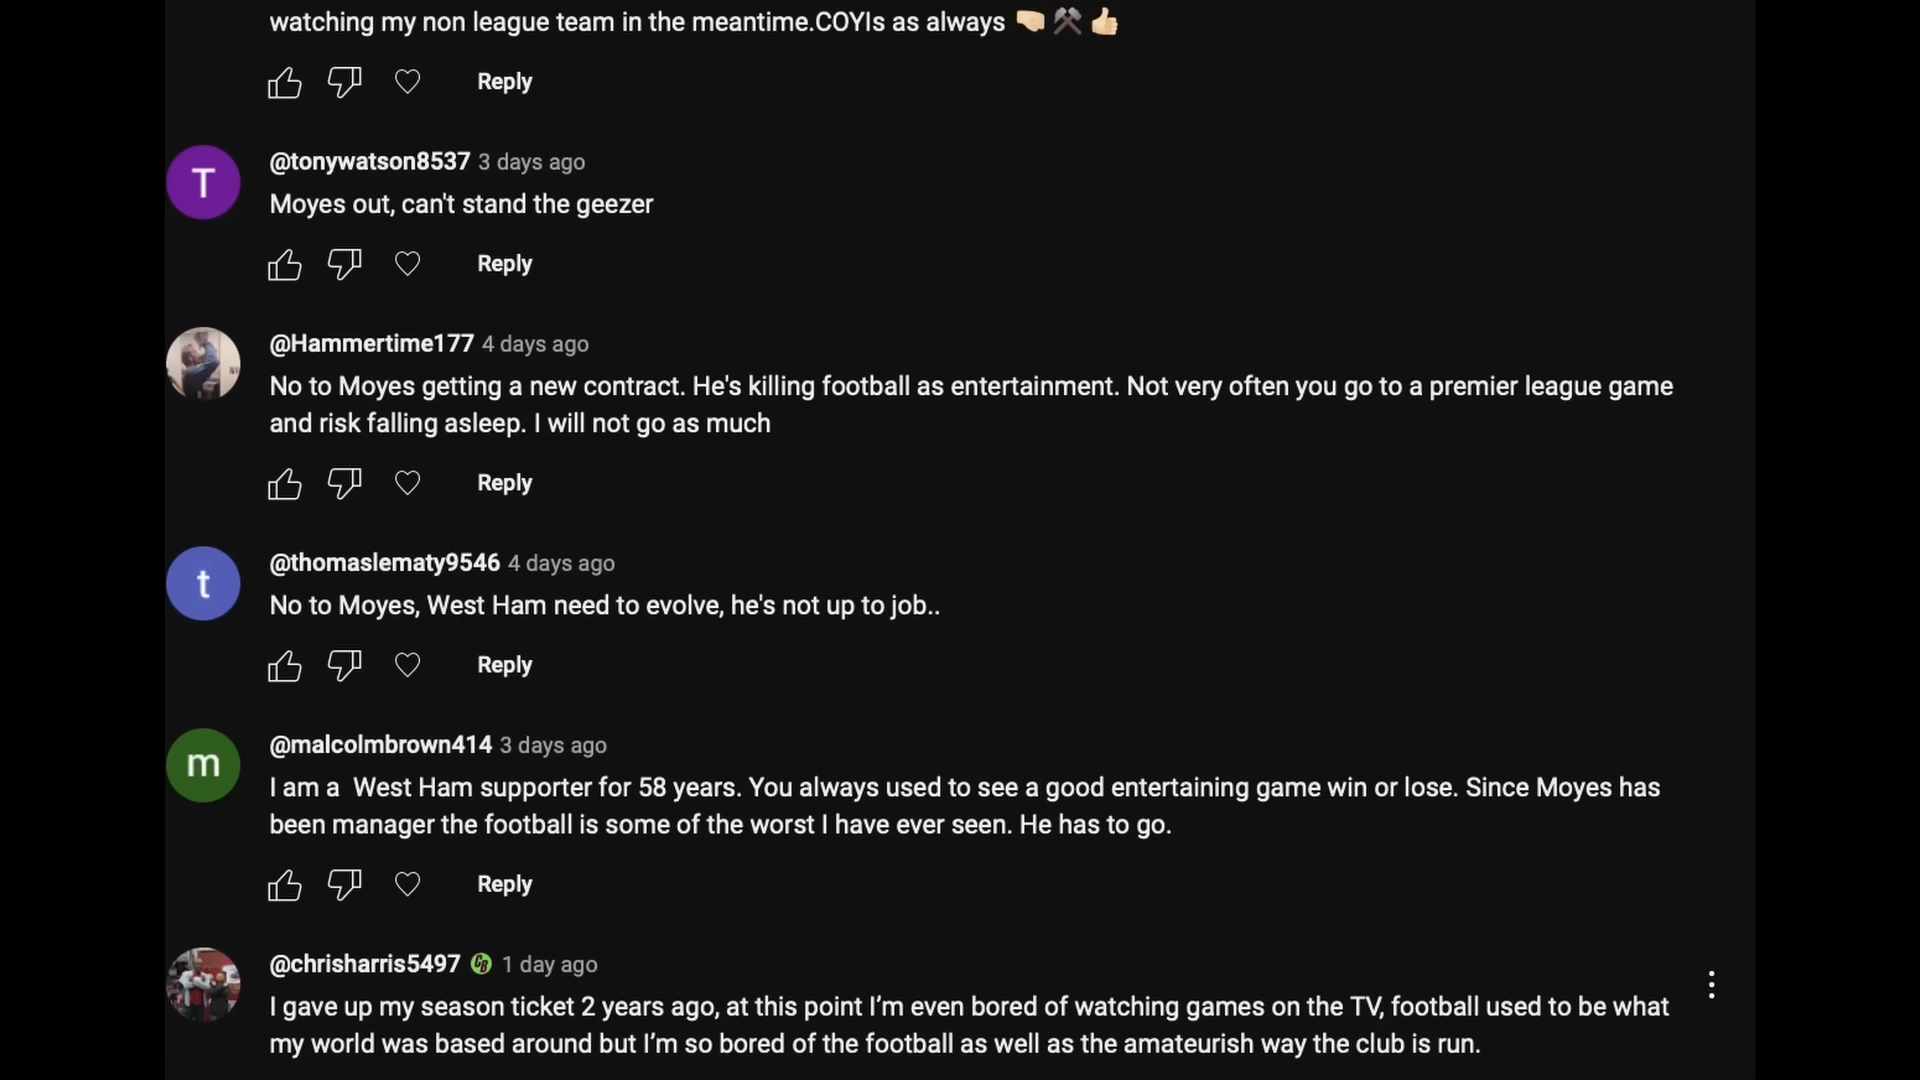 watching my non league team in the meantime.COYIs as always 🤜🏼⚒️👍🏼
Reply
T
@tonywatson8537 3 days ago
Moyes out, can't stand the geezer
Reply
@Hammertime177 4 days ago
No to Moyes getting a new contract. He's killing football as entertainment. Not very often you go to a premier league game
and risk falling asleep. I will not go as much
Reply
t
@thomaslematy9546 4 days ago
No to Moyes, West Ham need to evolve, he's not up to job..
Reply
m
@malcolmbrown414 3 days ago
I am a  West Ham supporter for 58 years. You always used to see a good entertaining game win or lose. Since Moyes has
been manager the football is some of the worst I have ever seen. He has to go.
Reply
@chrisharris5497 CB 1 day ago
I gave up my season ticket 2 years ago, at this point I’m even bored of watching games on the TV, football used to be what
my world was based around but I’m so bored of the football as well as the amateurish way the club is run.